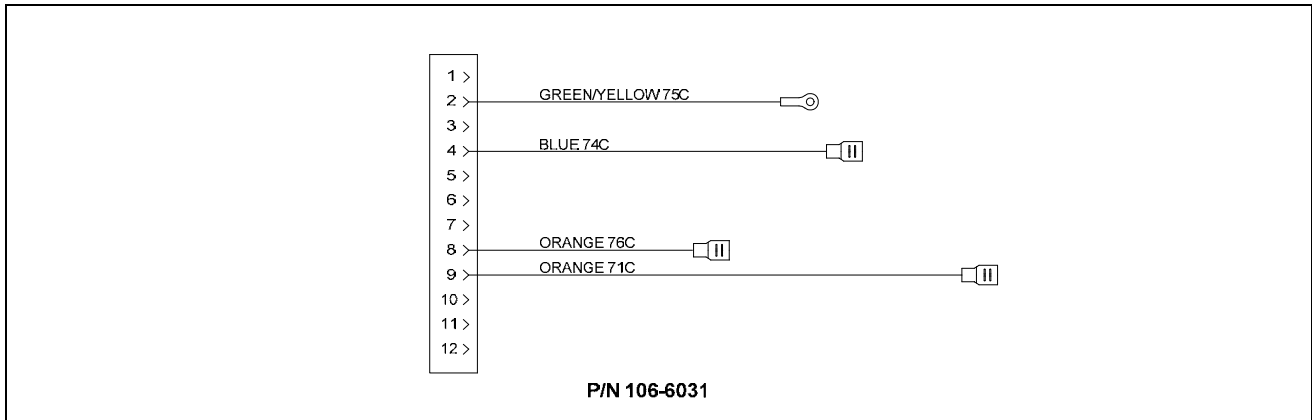 1
2 GREEN/YELLOW 75C
3
4 BLUE 74C
5
6
7
8 ORANGE 76C
9 ORANGE 71C
10
11
12
P/N 106-6031